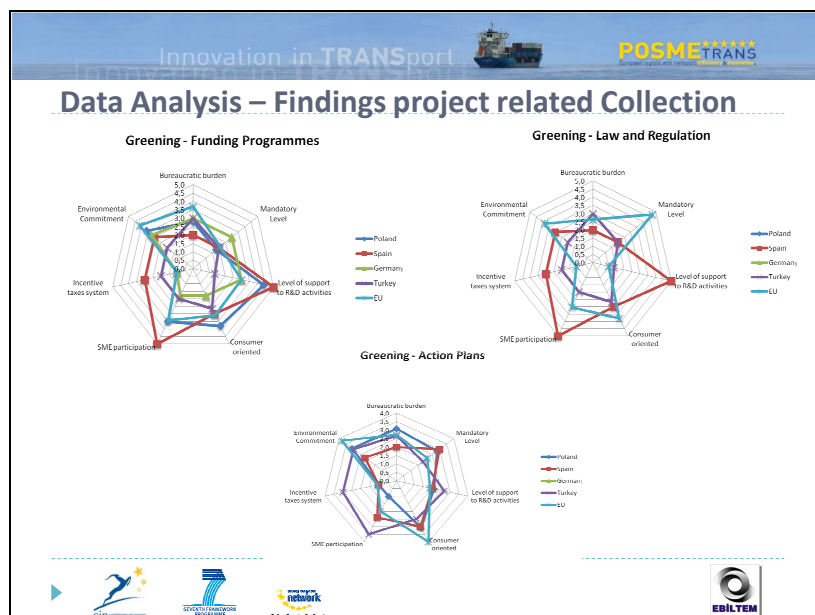 Innovation in TRANSport
POSMETRANS
European logistics and transport: Efficiency & Innovation
Data Analysis – Findings project related Collection
Greening - Funding Programmes
Bureaucratic burden
5,0
4,5
4,0
3,5
3,0
2,5
2,0
1,5
1,0
0,5
0,0
Mandatory
Level
Level of support
to R&D activities
Consumer
oriented
SME participation
Incentive
taxes system
Environmental
Commitment
Poland
Spain
Germany
Turkey
EU
Greening - Law and Regulation
Bureaucratic burden
5,0
4,5
4,0
3,5
3,0
2,5
2,0
1,5
1,0
0,5
0,0
Mandatory
Level
Level of support
to R&D activities
Consumer
oriented
SME participation
Incentive
taxes system
Environmental
Commitment
Poland
Spain
Germany
Turkey
EU
Greening - Action Plans
Bureaucratic burden
4,0
3,5
3,0
2,5
2,0
1,5
1,0
0,5
0,0
Mandatory
Level
Level of support
to R&D activities
Consumer
oriented
SME participation
Incentive
taxes system
Environmental
Commitment
Poland
Spain
Germany
Turkey
EU
SEVENTH FRAMEWORK
PROGRAMME
network
EBİLTEM